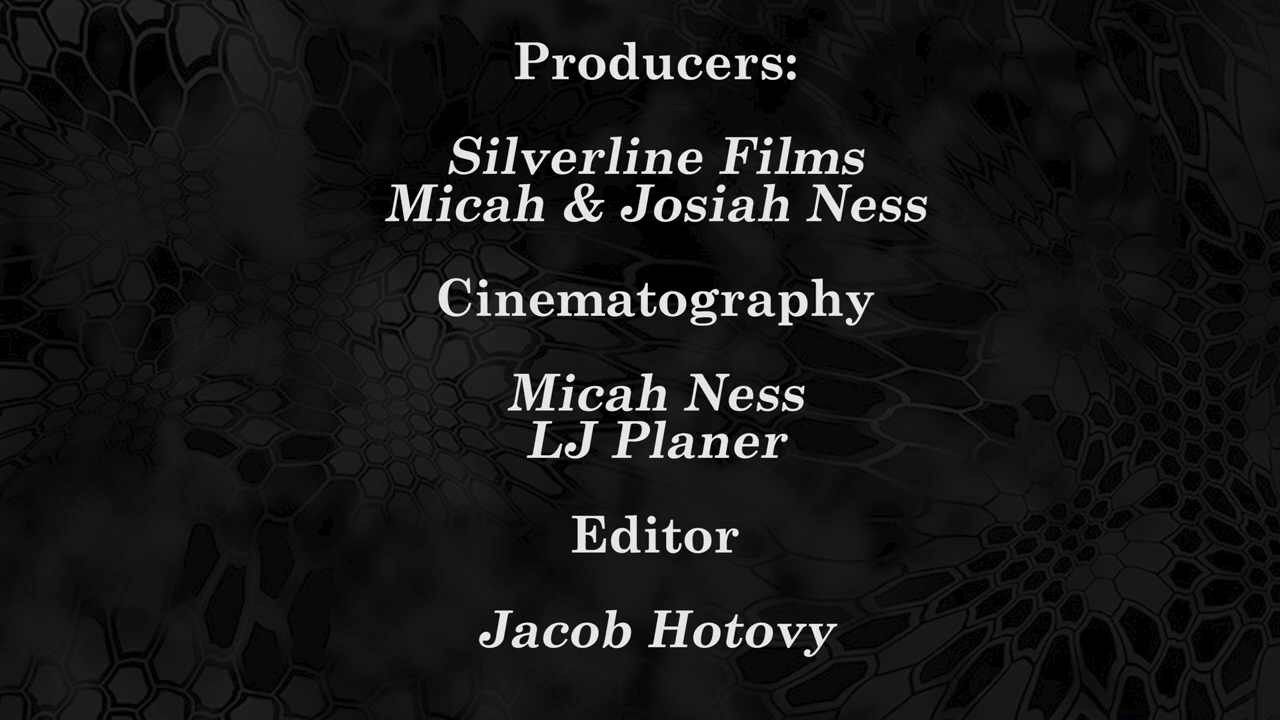 Producers:
Silverline Films
Micah & Josiah Ness
Cinematography
Micah Ness
LJ Planer
Editor
Jacob Hotovy